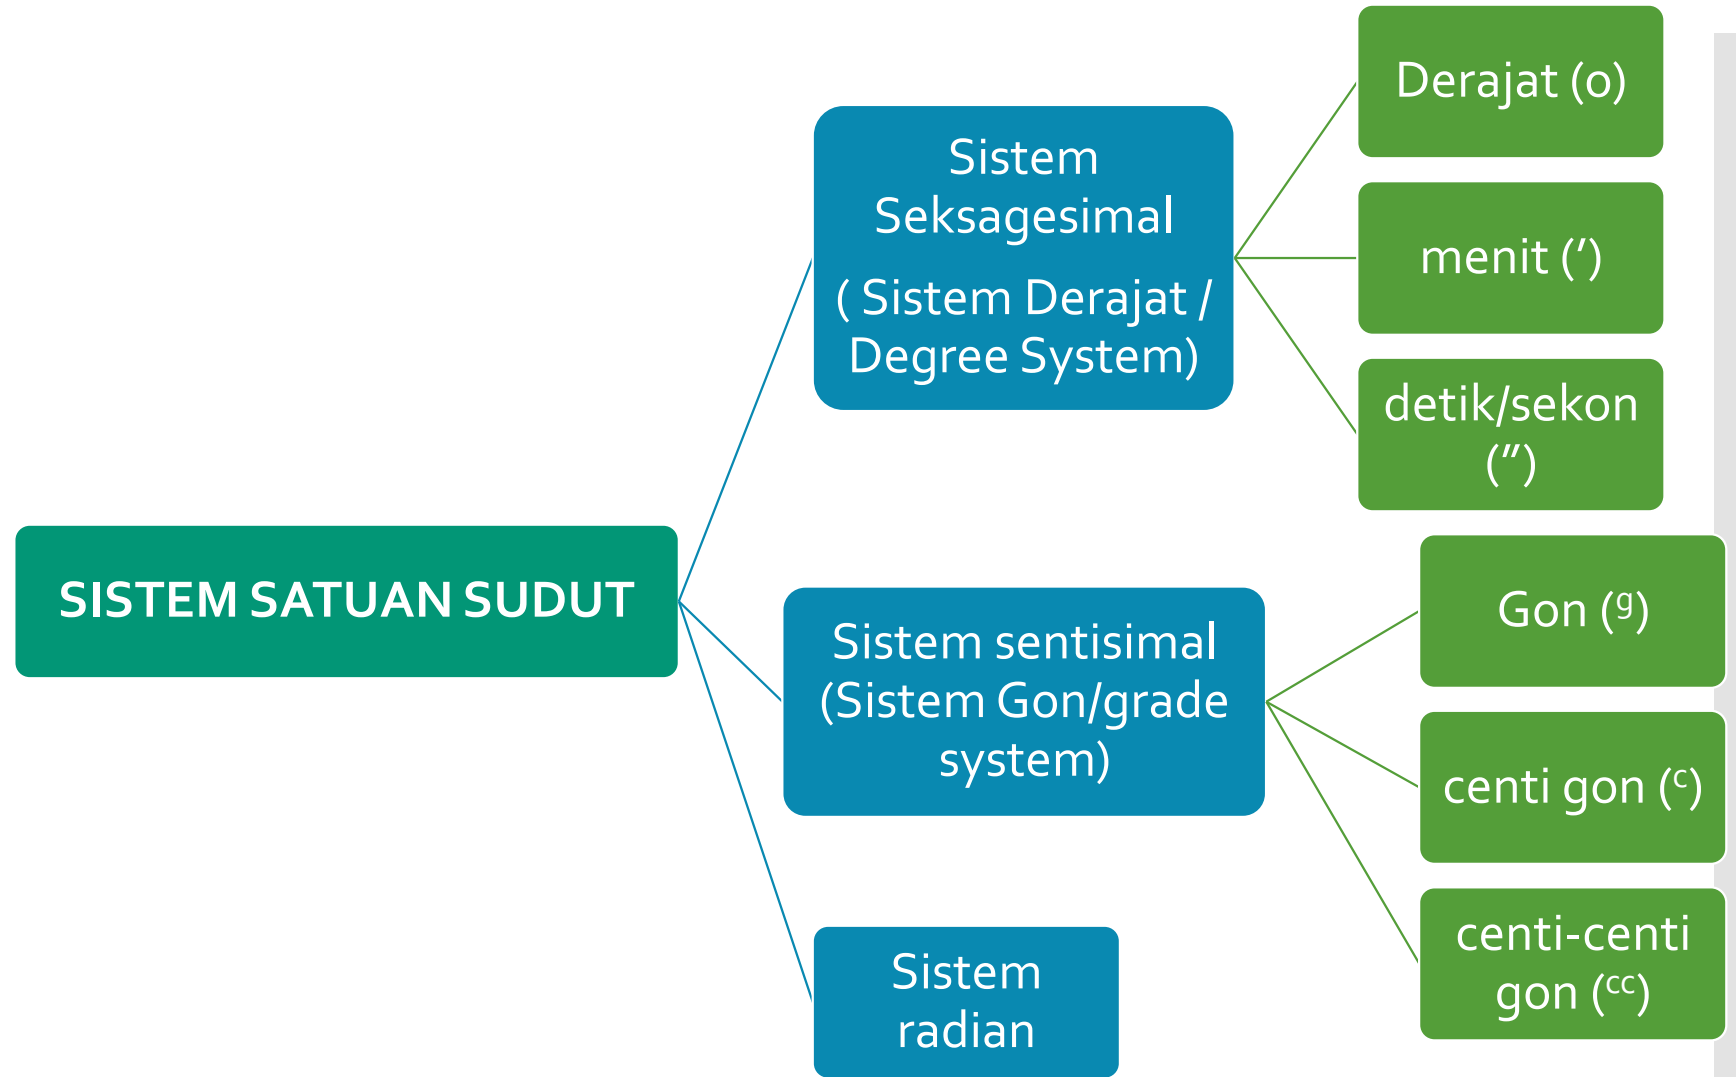 SISTEM SATUAN SUDUT
Sistem
Seksagesimal
( Sistem Derajat /
Degree System)
Derajat (o)
menit (′)
detik/sekon
(″)
Sistem sentisimal
(Sistem Gon/grade
system)
Gon (ᵍ)
centi gon (ᶜ)
centi-centi
gon (ᶜᶜ)
Sistem
radian